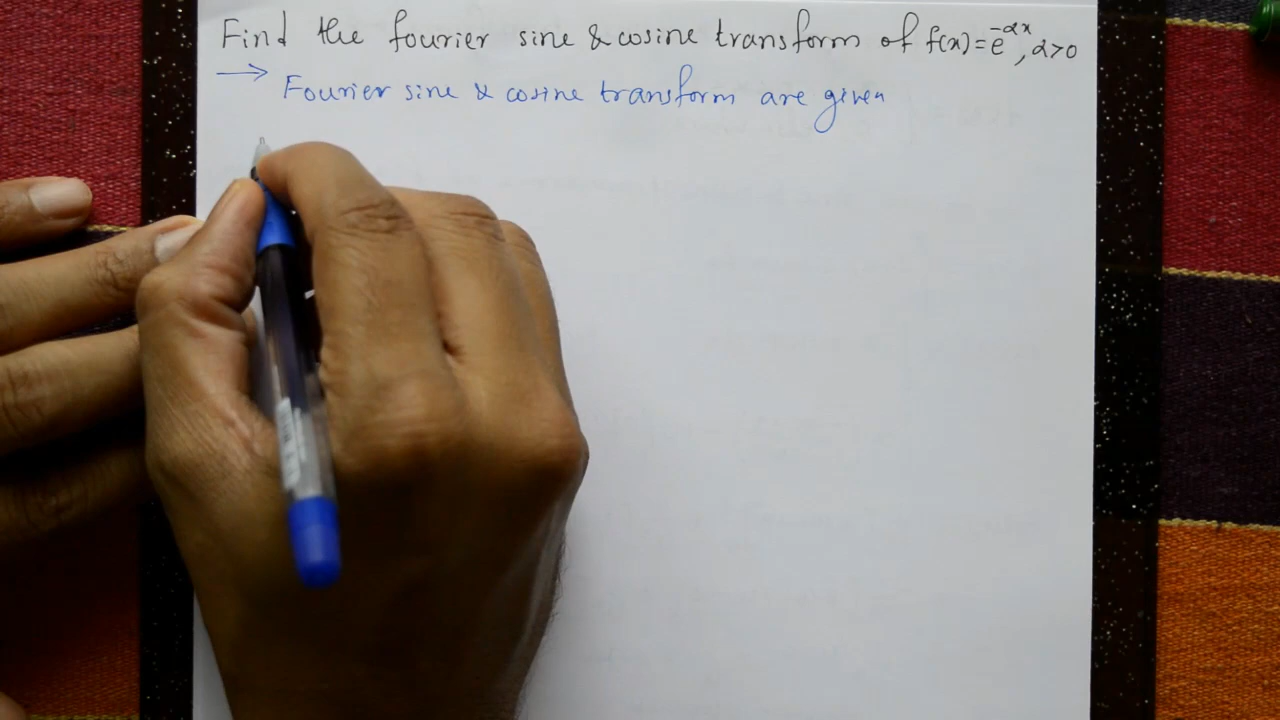 Find the fourier sine & cosine transform of f(x)=e^{-αx}, α>0
→ Fourier sine & cosine transform are given